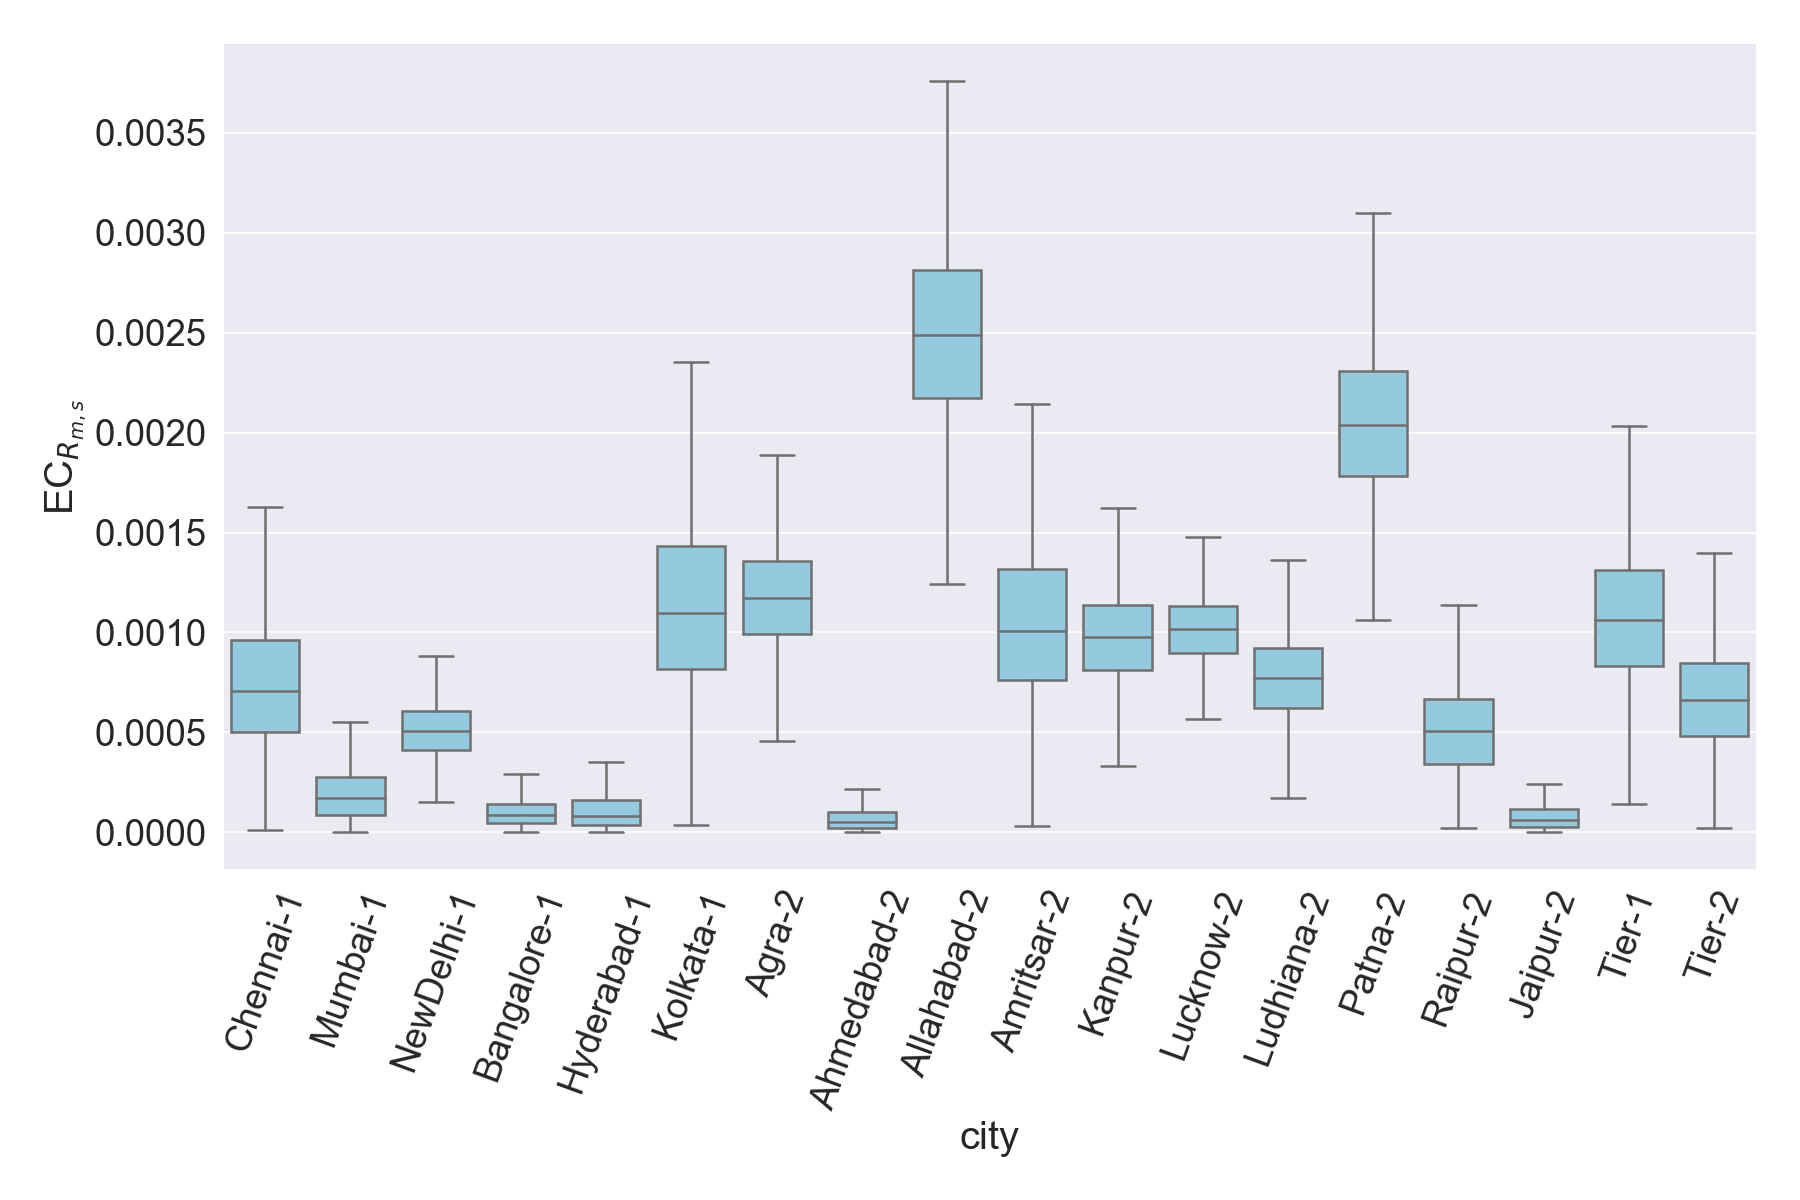 0.0035
0.0030
0.0025
0.0020
0.0015
0.0010
0.0005
0.0000
EC_{R_{m,s}}
Chennai-1
Mumbai-1
NewDelhi-1
Bangalore-1
Hyderabad-1
Kolkata-1
Agra-2
Ahmedabad-2
Allahabad-2
Amritsar-2
Kanpur-2
Lucknow-2
Ludhiana-2
Patna-2
Raipur-2
Jaipur-2
Tier-1
Tier-2
city